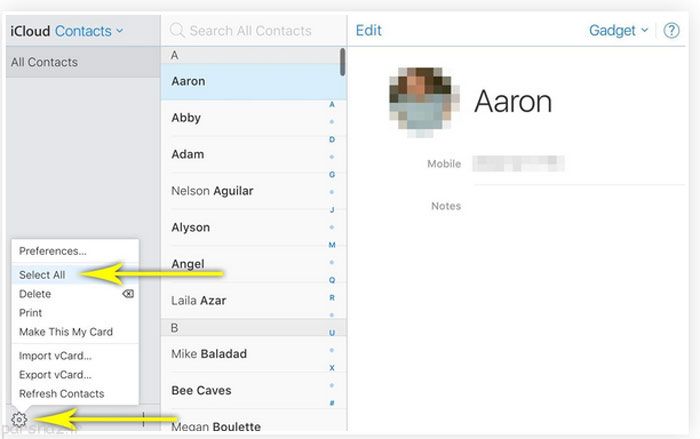 iCloud Contacts
All Contacts
Preferences...
Select All
Delete
Print
Make This My Card
Import vCard...
Export vCard...
Refresh Contacts
Search All Contacts
A
Aaron
Abby
Adam
Nelson Aguilar
Alyson
Angel
Laila Azar
B
Mike Baladad
Bee Caves
Megan Boulette
A
D
G
J
M
Q
R
U
X
#
Edit
Gadget
?
Aaron
Mobile
Notes